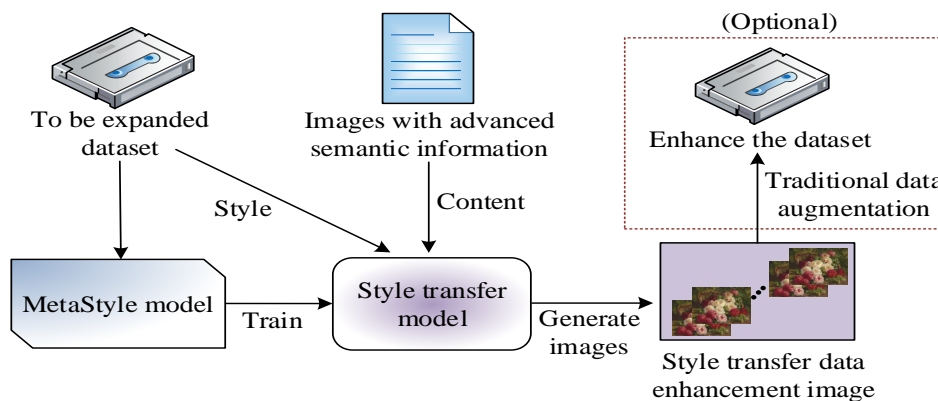 (Optional)
To be expanded
dataset
Images with advanced
semantic information
Enhance the dataset
Traditional data
augmentation
Style
Content
MetaStyle model
Train
Style transfer
model
Generate
images
Style transfer data
enhancement image